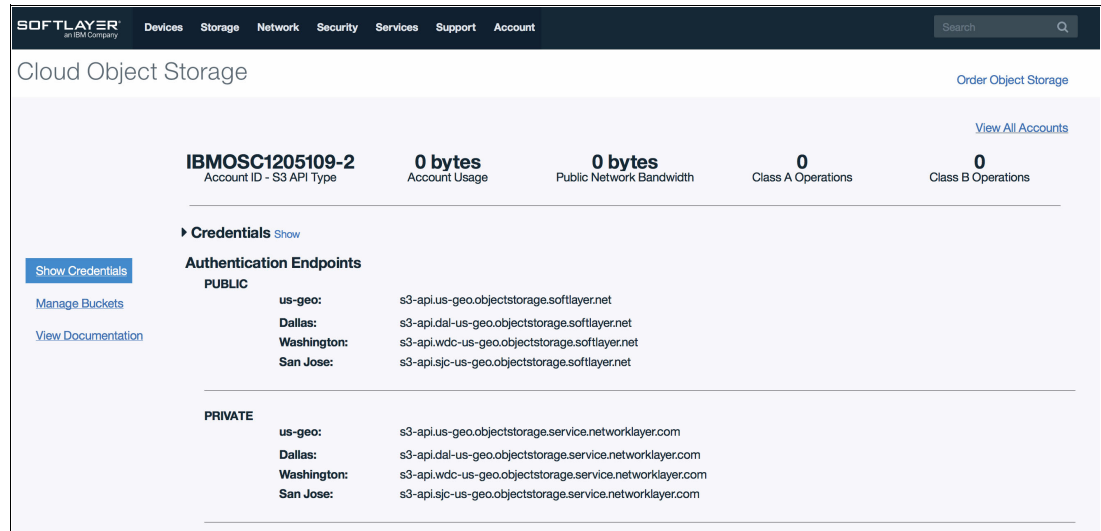 SOFTLAYER® Devices Storage Network Security Services Support Account Search
an IBM Company
Cloud Object Storage
Order Object Storage
View All Accounts
IBMOSC1205109-2 0 bytes 0 bytes 0 0
Account ID - S3 API Type Account Usage Public Network Bandwidth Class A Operations Class B Operations
Credentials Show
Show Credentials
Manage Buckets
View Documentation
Authentication Endpoints
PUBLIC
us-geo: s3-api.us-geo.objectstorage.softlayer.net
Dallas: s3-api.dal-us-geo.objectstorage.softlayer.net
Washington: s3-api.wdc-us-geo.objectstorage.softlayer.net
San Jose: s3-api.sjc-us-geo.objectstorage.softlayer.net
PRIVATE
us-geo: s3-api.us-geo.objectstorage.service.networklayer.com
Dallas: s3-api.dal-us-geo.objectstorage.service.networklayer.com
Washington: s3-api.wdc-us-geo.objectstorage.service.networklayer.com
San Jose: s3-api.sjc-us-geo.objectstorage.service.networklayer.com